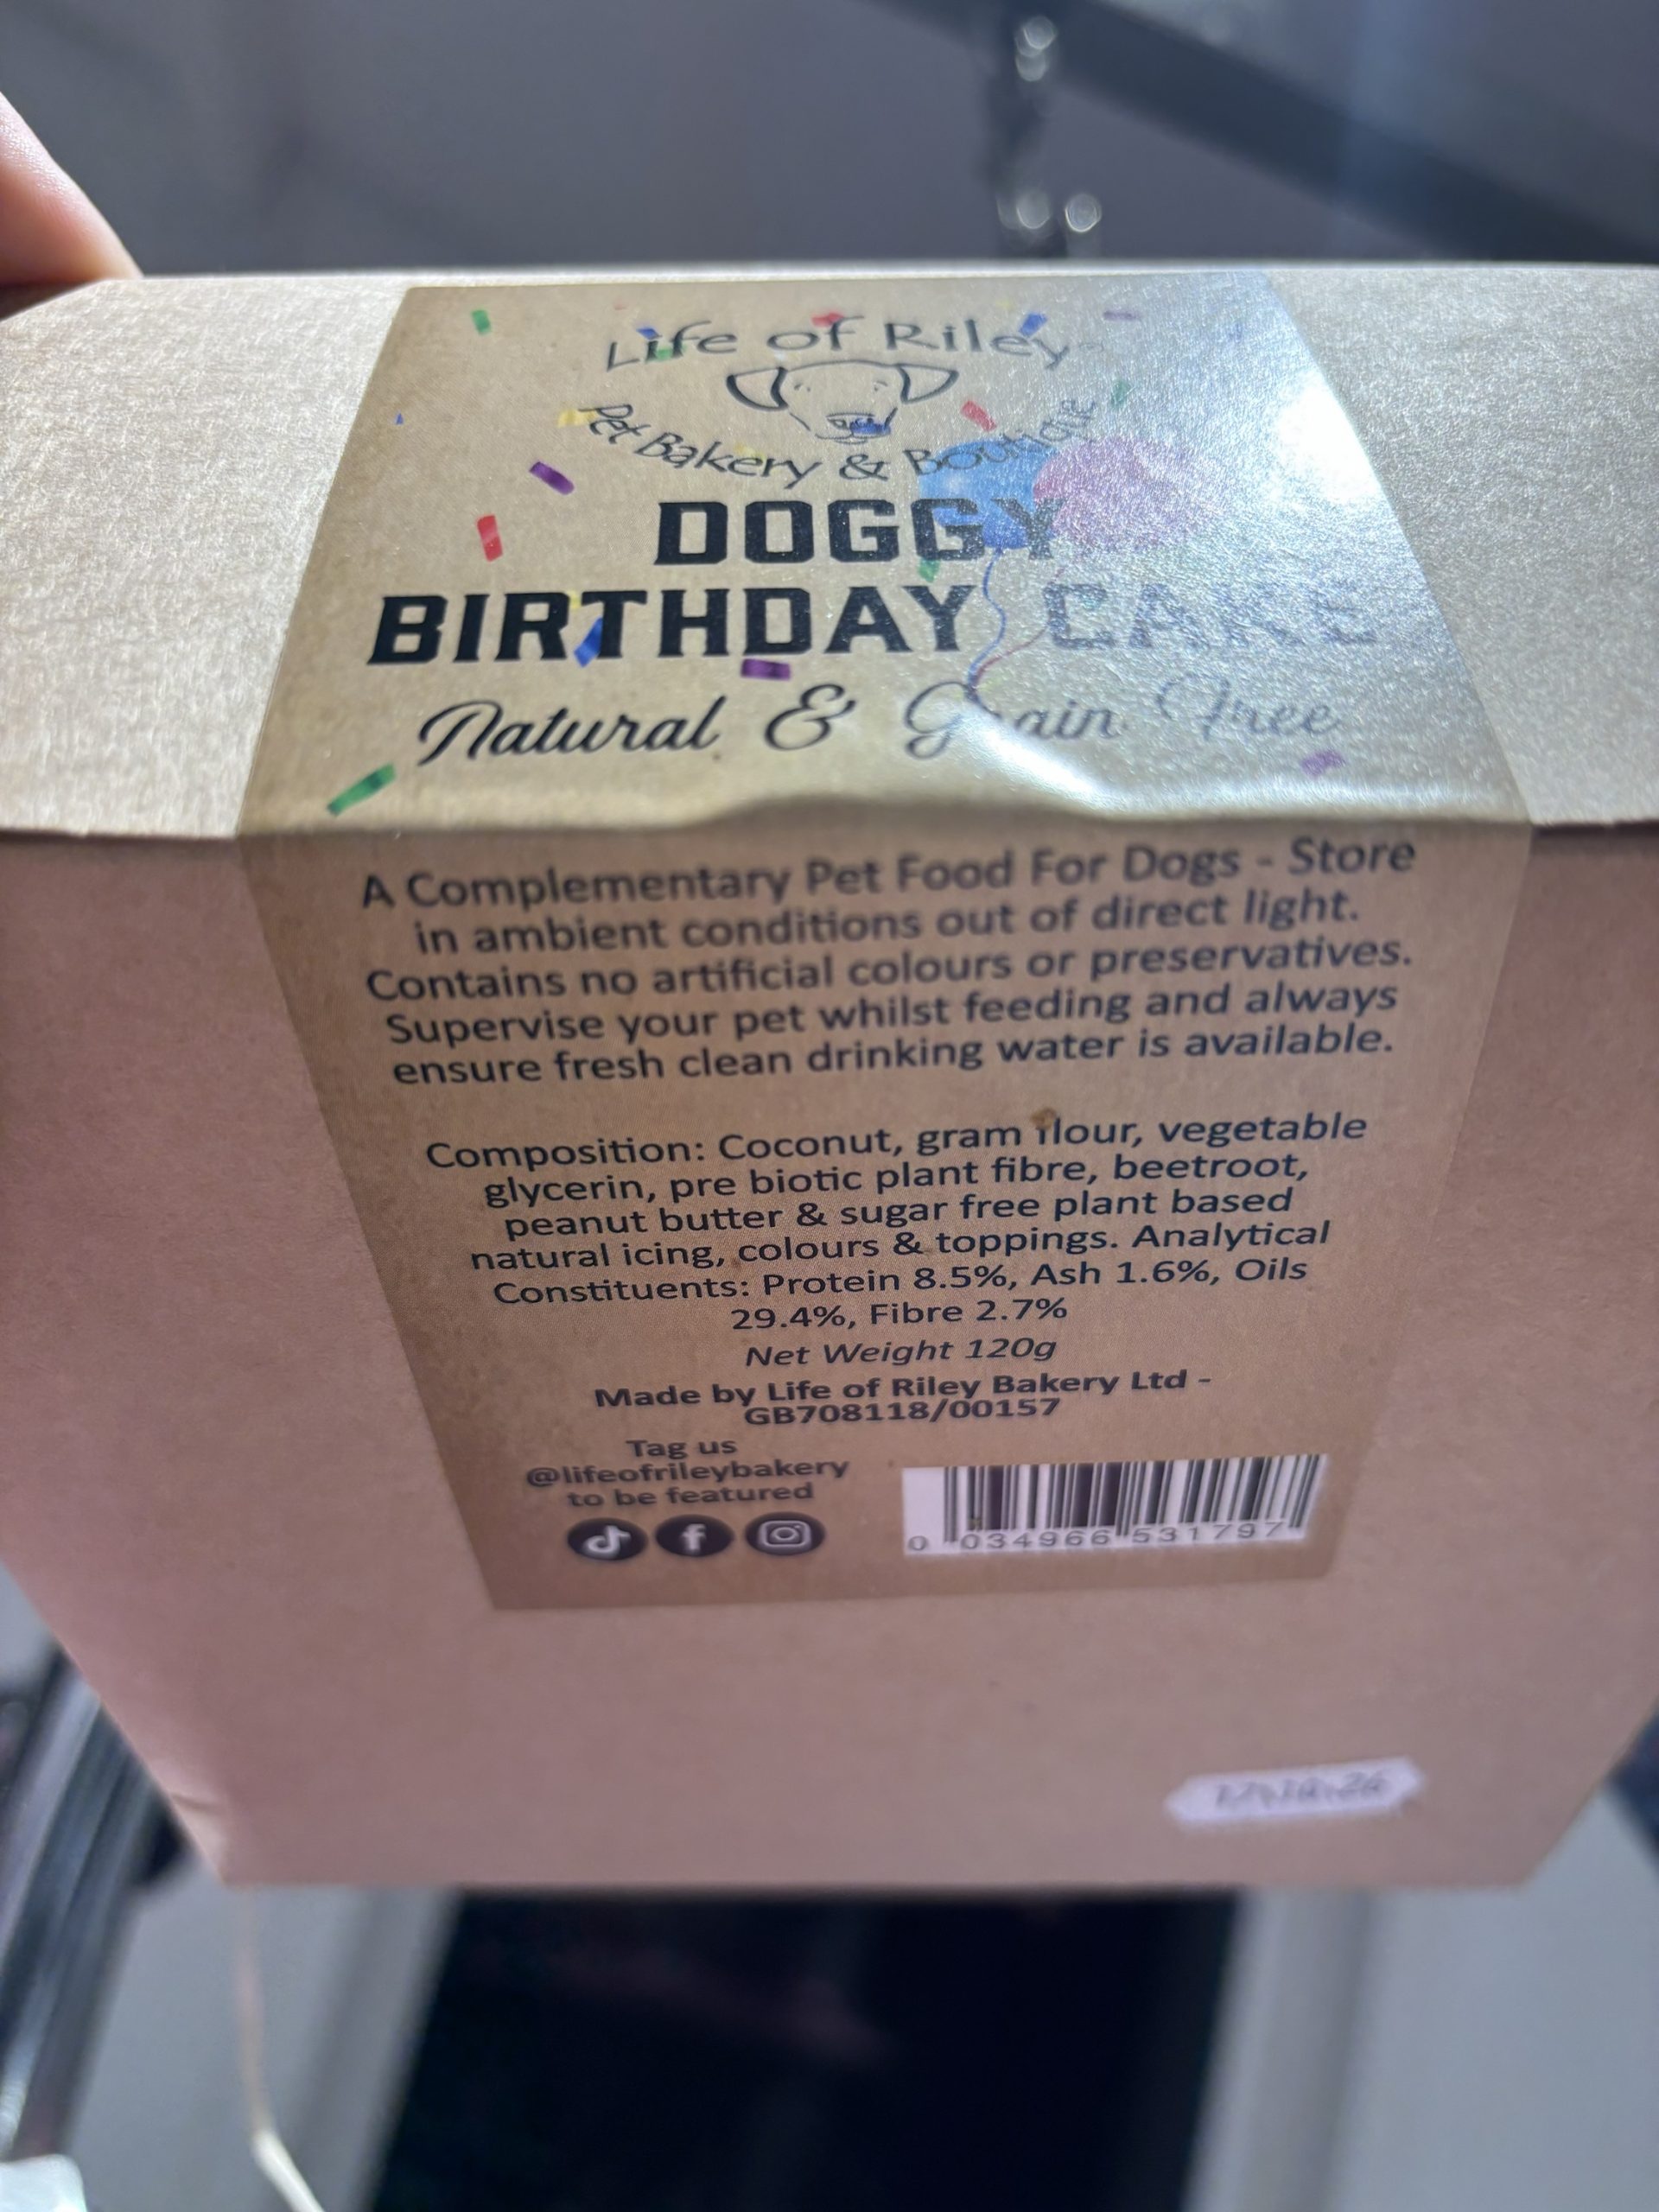 Life of Riley
Pet Bakery & Boutique
DOGGY
BIRTHDAY CAKE
Natural & Grain Free
A Complementary Pet Food For Dogs - Store
in ambient conditions out of direct light.
Contains no artificial colours or preservatives.
Supervise your pet whilst feeding and always
ensure fresh clean drinking water is available.
Composition: Coconut, gram flour, vegetable
glycerin, pre biotic plant fibre, beetroot,
peanut butter & sugar free plant based
natural icing, colours & toppings. Analytical
Constituents: Protein 8.5%, Ash 1.6%, Oils
29.4%, Fibre 2.7%
Net Weight 120g
Made by Life of Riley Bakery Ltd -
GB708118/00157
Tag us
@lifeofrileybakery
to be featured
0 034966 531797